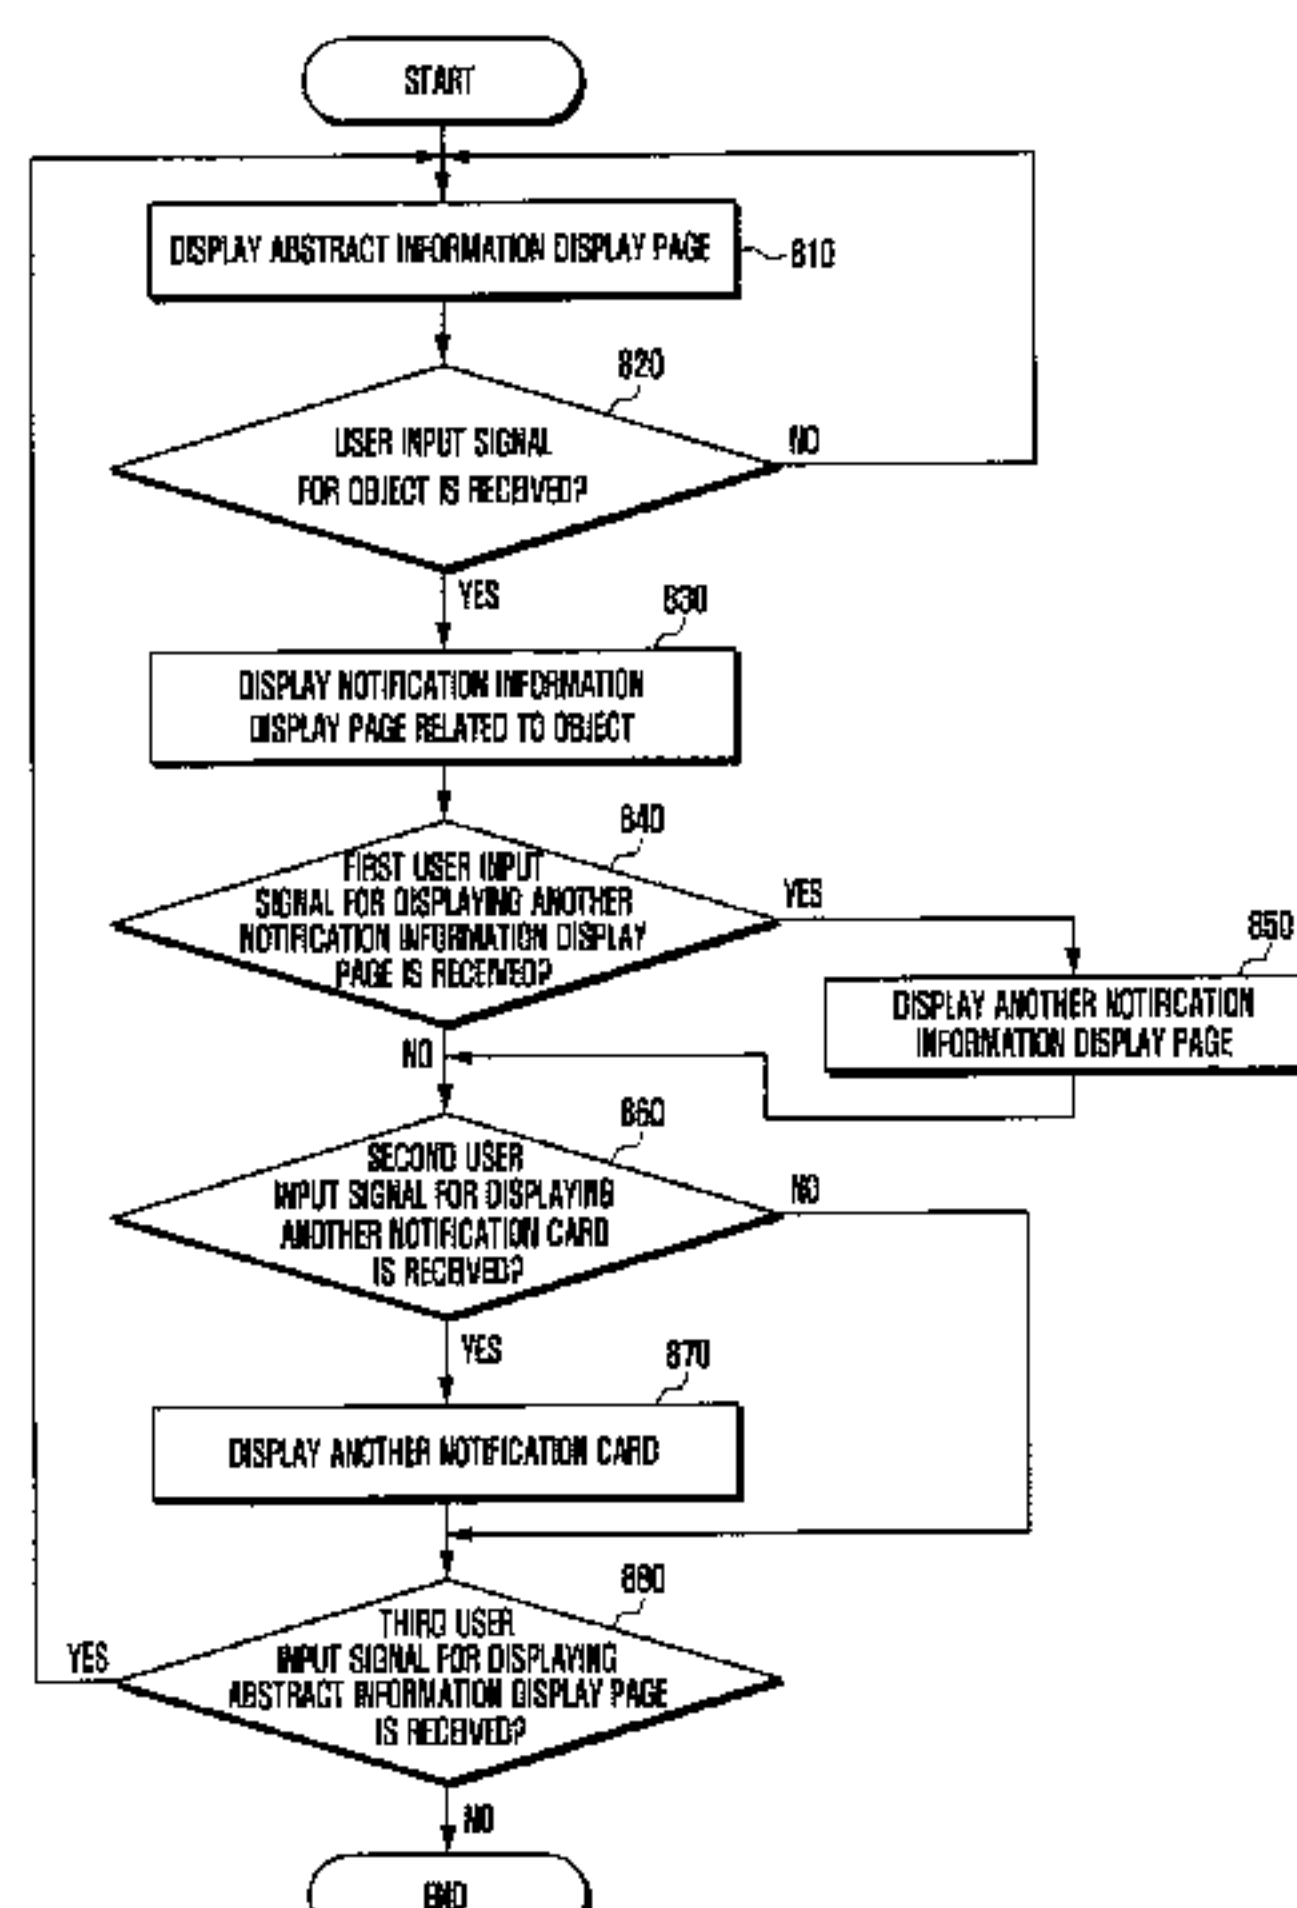 START
DISPLAY ABSTRACT INFORMATION DISPLAY PAGE
810
820
USER INPUT SIGNAL
FOR OBJECT IS RECEIVED?
NO
YES
830
DISPLAY NOTIFICATION INFORMATION
DISPLAY PAGE RELATED TO OBJECT
840
FIRST USER INPUT
SIGNAL FOR DISPLAYING ANOTHER
NOTIFICATION INFORMATION DISPLAY
PAGE IS RECEIVED?
YES
850
DISPLAY ANOTHER NOTIFICATION
INFORMATION DISPLAY PAGE
NO
860
SECOND USER
INPUT SIGNAL FOR DISPLAYING
ANOTHER NOTIFICATION CARD
IS RECEIVED?
NO
YES
870
DISPLAY ANOTHER NOTIFICATION CARD
880
THIRD USER
INPUT SIGNAL FOR DISPLAYING
ABSTRACT INFORMATION DISPLAY PAGE
IS RECEIVED?
YES
NO
END